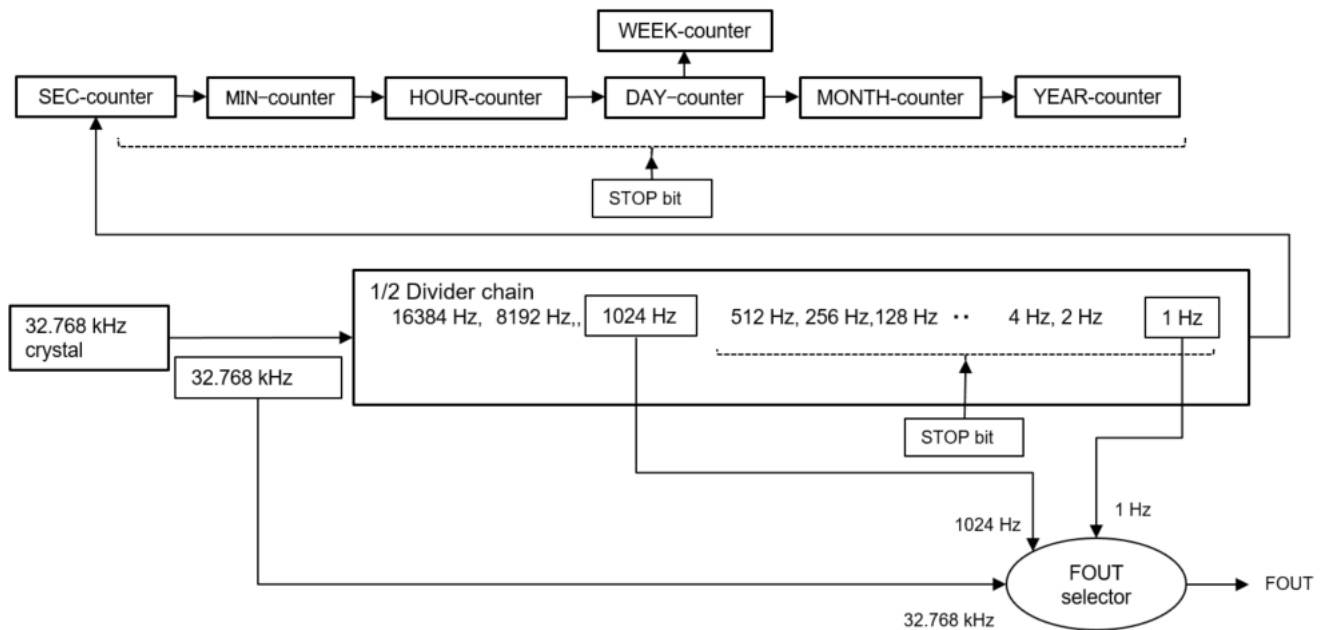 WEEK-counter
SEC-counter
MIN-counter
HOUR-counter
DAY-counter
MONTH-counter
YEAR-counter
STOP bit
1/2 Divider chain
16384 Hz, 8192 Hz,,
1024 Hz
512 Hz, 256 Hz,128 Hz ··
4 Hz, 2 Hz
1 Hz
32.768 kHz
crystal
32.768 kHz
STOP bit
1024 Hz
1 Hz
FOUT
selector
FOUT
32.768 kHz